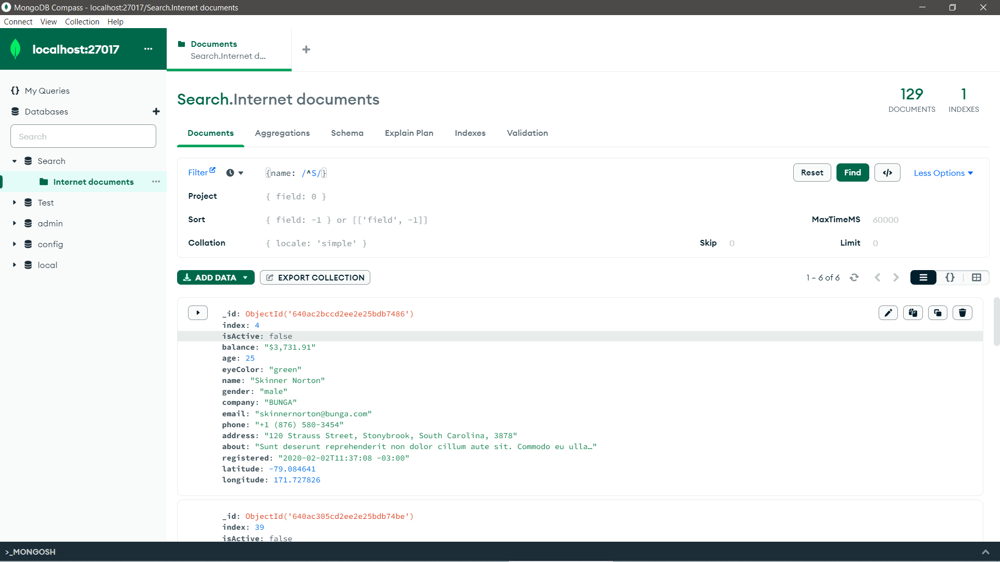 MongoDB Compass - localhost:27017/Search.Internet documents
Connect View Collection Help
localhost:27017
Documents
Search.Internet d...
My Queries
Databases
Search
Search
Internet documents
Test
admin
config
local
Search.Internet documents
129
DOCUMENTS
1
INDEXES
Documents Aggregations Schema Explain Plan Indexes Validation
Filter {name: /^S/} Reset Find </> Less Options
Project { field: 0 }
Sort { field: -1 } or [['field', -1]] MaxTimeMS 60000
Collation { locale: 'simple' } Skip 0 Limit 0
ADD DATA EXPORT COLLECTION 1 – 6 of 6 {}
_id: ObjectId('640ac2bccd2ee2e25bdb7486')
index: 4
isActive: false
balance: "$3,731.91"
age: 25
eyeColor: "green"
name: "Skinner Norton"
gender: "male"
company: "BUNGA"
email: "skinnernorton@bunga.com"
phone: "+1 (876) 580-3454"
address: "120 Strauss Street, Stonybrook, South Carolina, 3878"
about: "Sunt deserunt reprehenderit non dolor cillum aute sit. Commodo eu ulla…"
registered: "2020-02-02T11:37:08 -03:00"
latitude: -79.084641
longitude: 171.727826
_id: ObjectId('640ac305cd2ee2e25bdb74be')
index: 39
isActive: false
>_MONGOSH